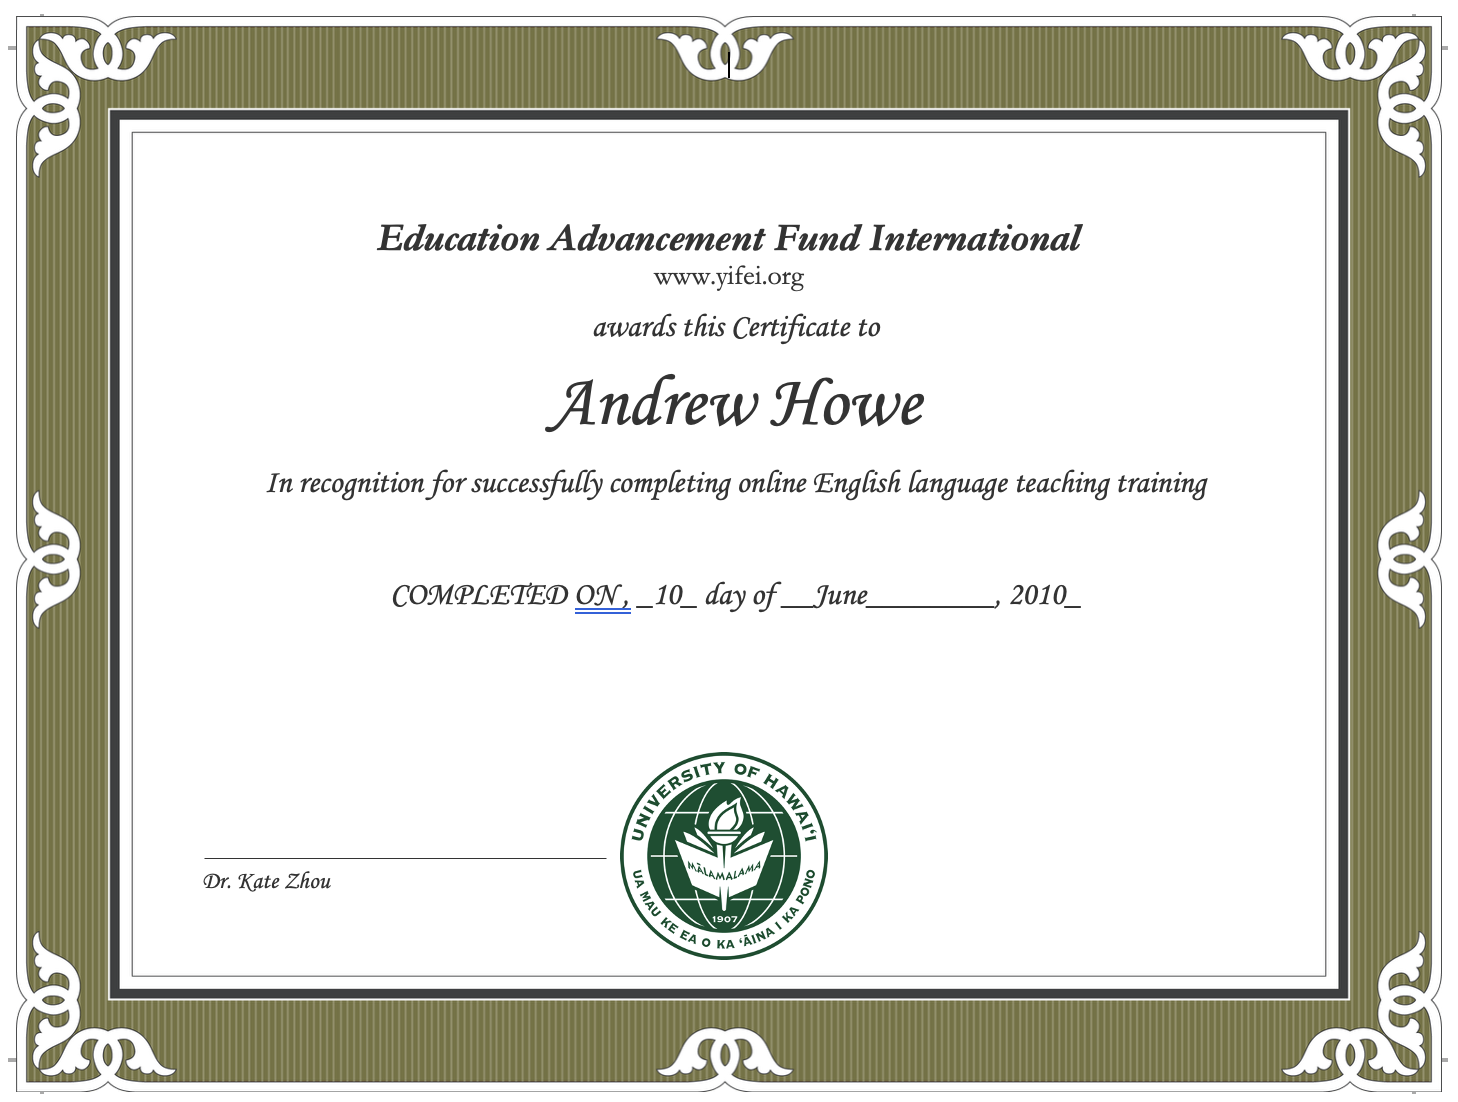 Education Advancement Fund International
www.yifei.org
awards this Certificate to
Andrew Howe
In recognition for successfully completing online English language teaching training
COMPLETED ON , _10_ day of __June_________, 2010_
UNIVERSITY OF HAWAIʻI
MĀLAMALAMA
1907
UA MAU KE EA O KA ʻĀINA I KA PONO
Dr. Kate Zhou